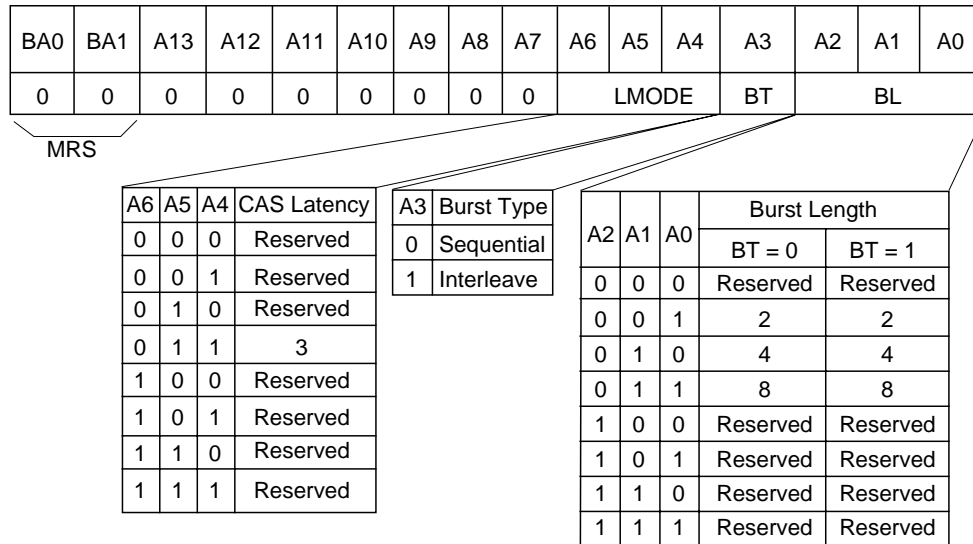 BA0 BA1 A13 A12 A11 A10 A9 A8 A7 A6 A5 A4 A3 A2 A1 A0
0 0 0 0 0 0 0 0 0 LMODE BT BL
MRS
A6 A5 A4 CAS Latency
0 0 0 Reserved
0 0 1 Reserved
0 1 0 Reserved
0 1 1 3
1 0 0 Reserved
1 0 1 Reserved
1 1 0 Reserved
1 1 1 Reserved
A3 Burst Type
0 Sequential
1 Interleave
A2 A1 A0 Burst Length
BT = 0 BT = 1
0 0 0 Reserved Reserved
0 0 1 2 2
0 1 0 4 4
0 1 1 8 8
1 0 0 Reserved Reserved
1 0 1 Reserved Reserved
1 1 0 Reserved Reserved
1 1 1 Reserved Reserved